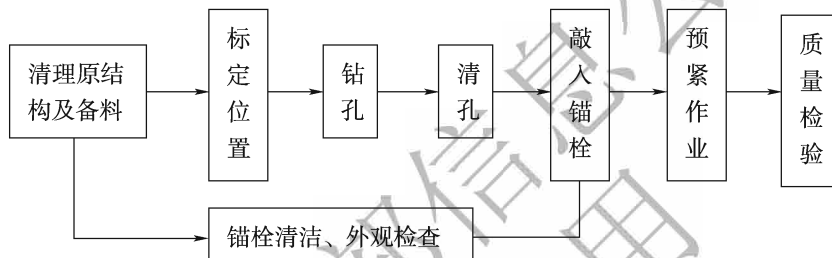 清理原结
构及备料
标定位置
钻孔
清孔
敲入锚栓
预紧作业
质量检验
锚栓清洁、外观检查